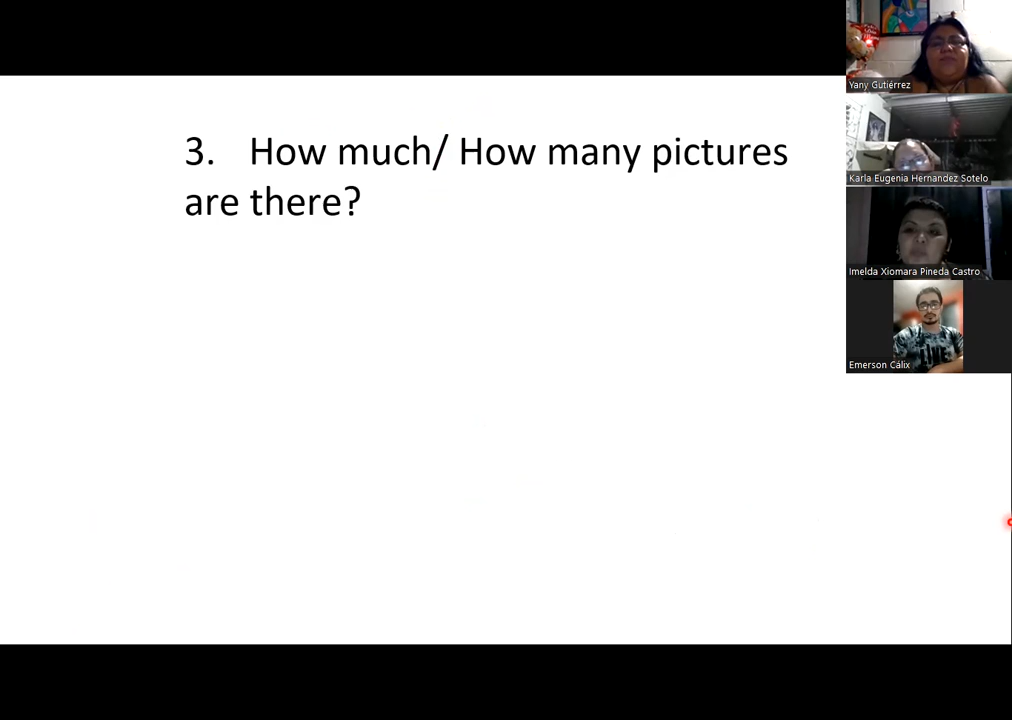 3. How much/ How many pictures
are there?
Yany Gutiérrez
Karla Eugenia Hernandez Sotelo
Imelda Xiomara Pineda Castro
Emerson Cálix